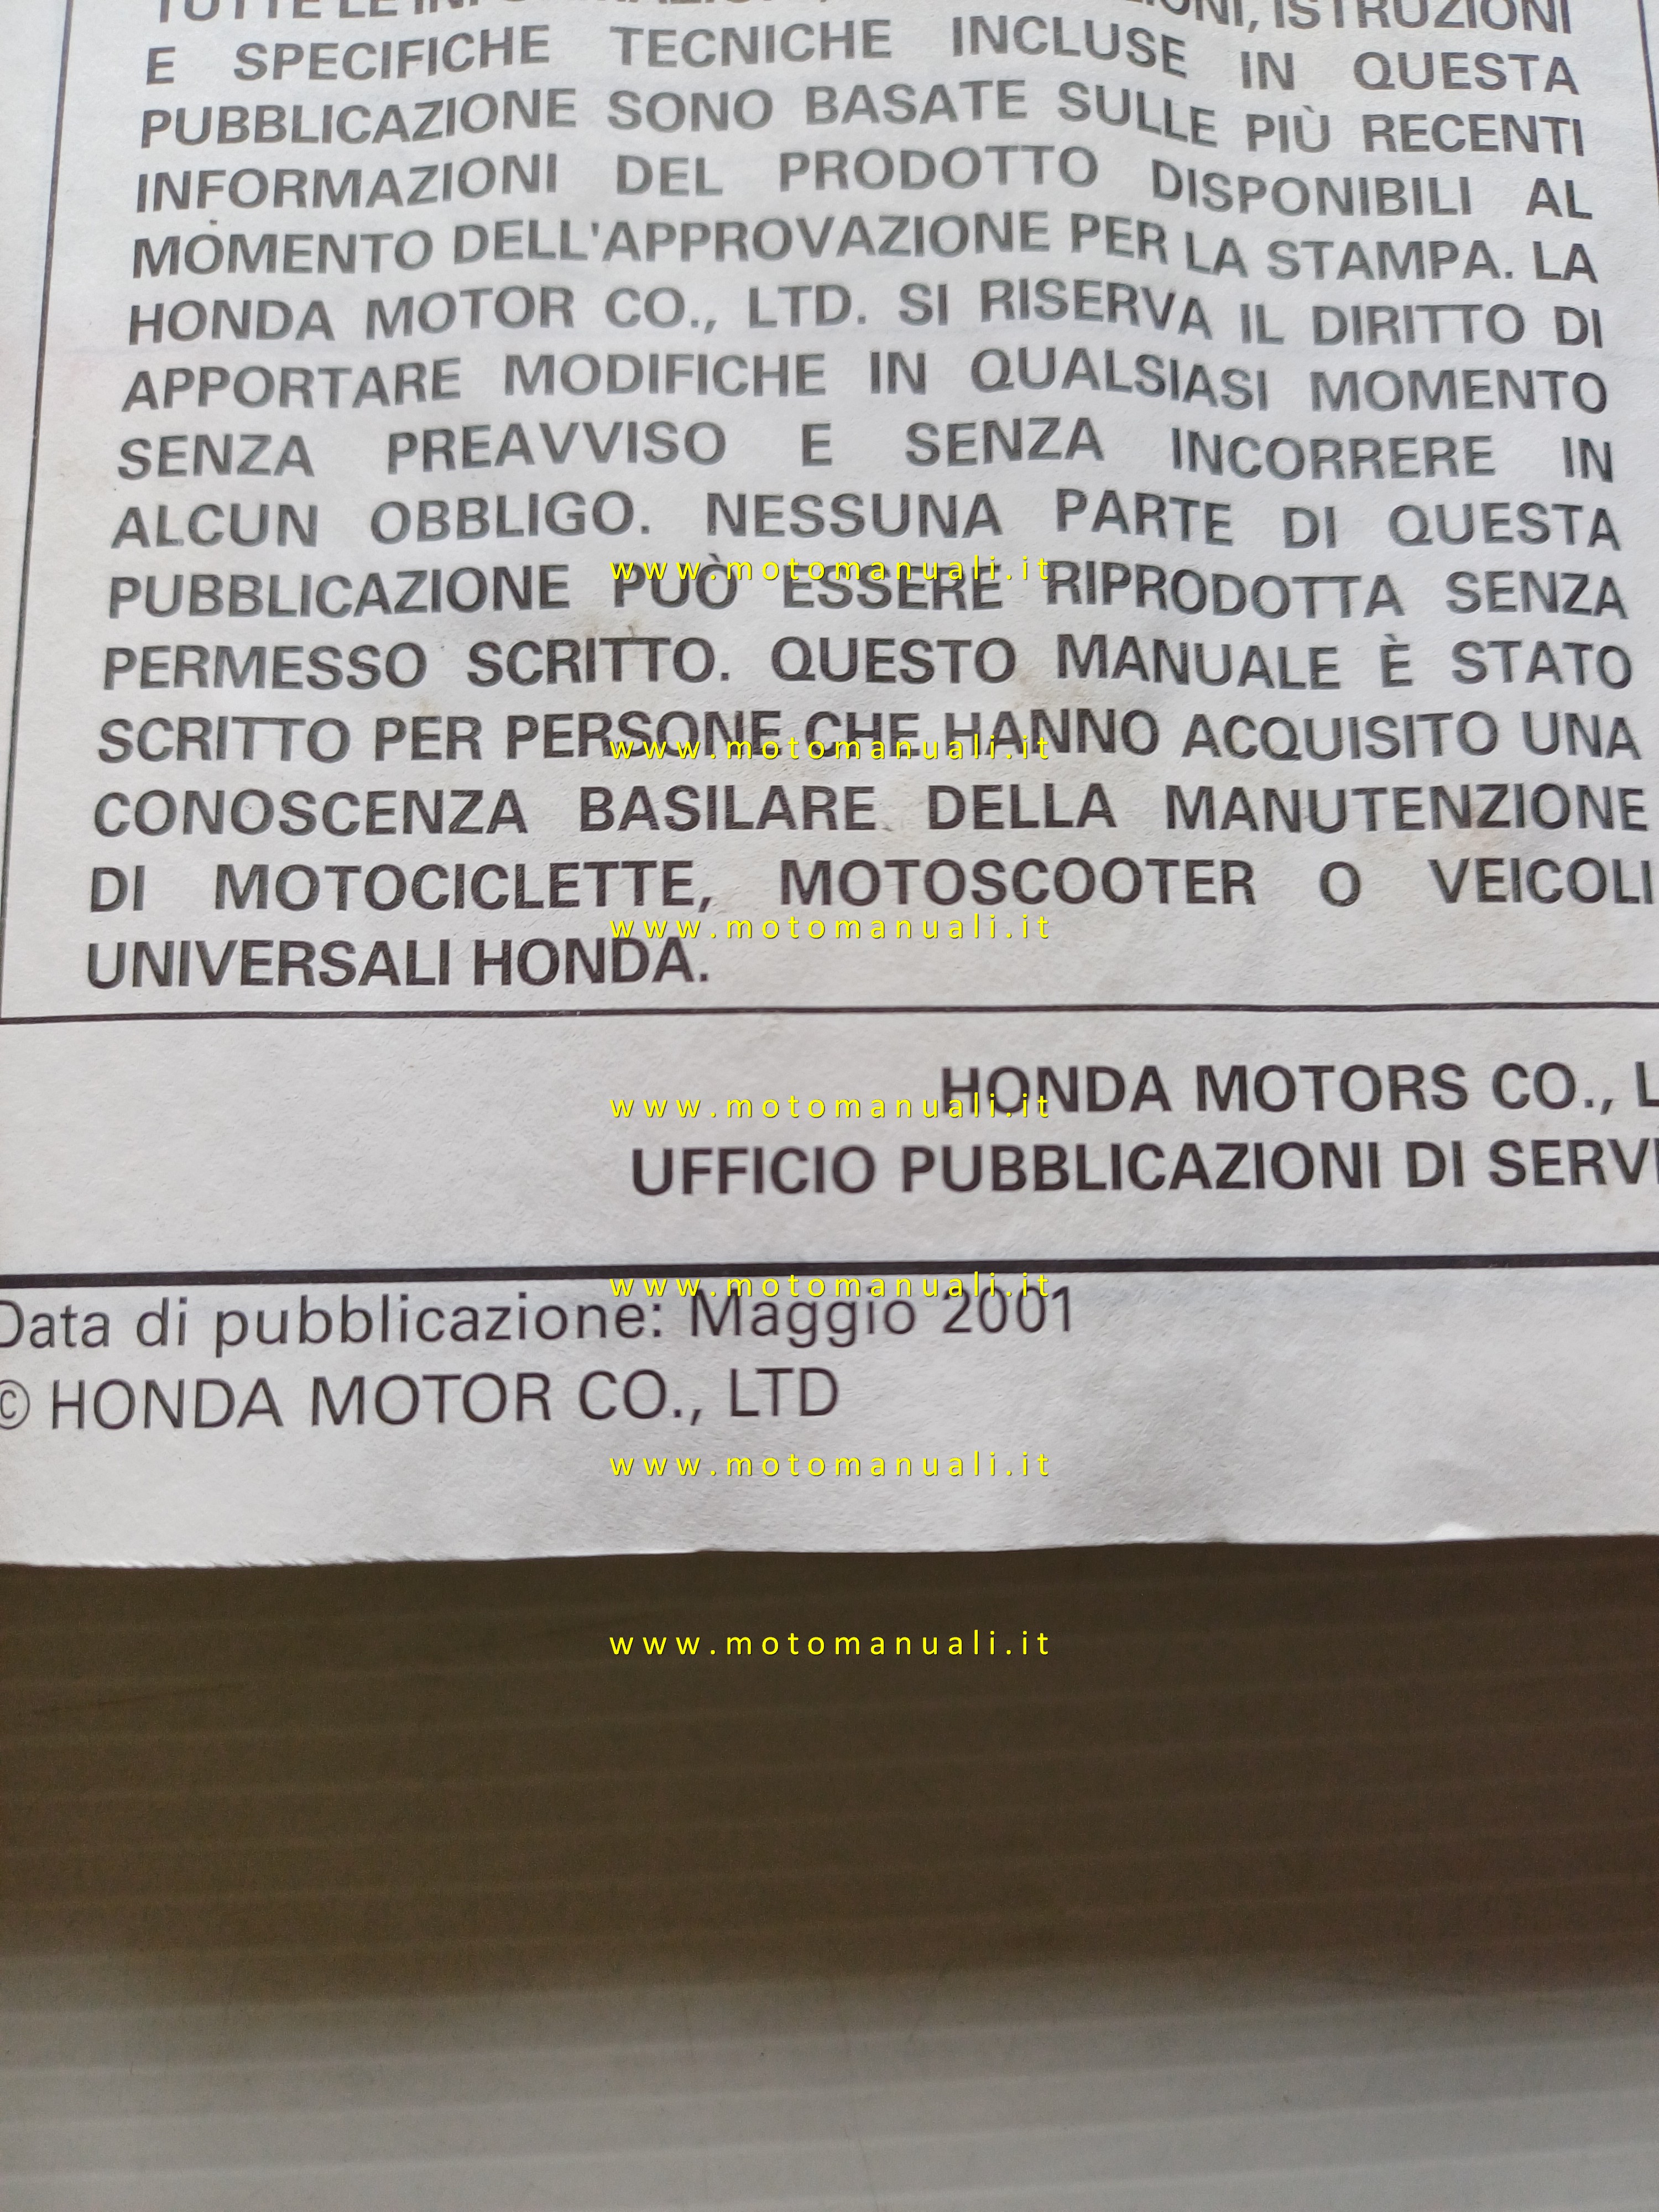 TUTTE LE ISTRUZIONI
E SPECIFICHE TECNICHE INCLUSE IN QUESTA
PUBBLICAZIONE SONO BASATE SULLE PIÙ RECENTI
INFORMAZIONI DEL PRODOTTO DISPONIBILI AL
MOMENTO DELL'APPROVAZIONE PER LA STAMPA. LA
HONDA MOTOR CO., LTD. SI RISERVA IL DIRITTO DI
APPORTARE MODIFICHE IN QUALSIASI MOMENTO
SENZA PREAVVISO E SENZA INCORRERE IN
ALCUN OBBLIGO. NESSUNA PARTE DI QUESTA
www.motomanuali.it
PUBBLICAZIONE PUÒ ESSERE RIPRODOTTA SENZA
PERMESSO SCRITTO. QUESTO MANUALE È STATO
SCRITTO PER PERSONE CHE HANNO ACQUISITO UNA
www.motomanuali.it
CONOSCENZA BASILARE DELLA MANUTENZIONE
DI MOTOCICLETTE, MOTOSCOOTER O VEICOLI
www.motomanuali.it
UNIVERSALI HONDA.
HONDA MOTORS CO., L
www.motomanuali.it
UFFICIO PUBBLICAZIONI DI SERVI
www.motomanuali.it
Data di pubblicazione: Maggio 2001
© HONDA MOTOR CO., LTD
www.motomanuali.it
www.motomanuali.it